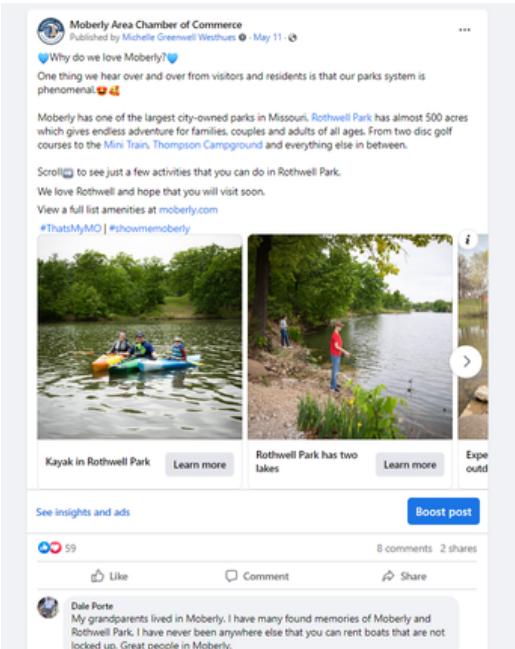 Moberly Area Chamber of Commerce
Published by Michelle Greenwell Westhues · May 11 ·
💙Why do we love Moberly?💙
One thing we hear over and over from visitors and residents is that our parks system is
phenomenal.🤩🥰
Moberly has one of the largest city-owned parks in Missouri. Rothwell Park has almost 500 acres
which gives endless adventure for families, couples and adults of all ages. From two disc golf
courses to the Mini Train, Thompson Campground and everything else in between.
Scroll➡️ to see just a few activities that you can do in Rothwell Park.
We love Rothwell and hope that you will visit soon.
View a full list amenities at moberly.com
#ThatsMyMO | #showmemoberly
Kayak in Rothwell Park
Learn more
Rothwell Park has two
lakes
Learn more
Expe
outd
See insights and ads
Boost post
59
8 comments 2 shares
Like
Comment
Share
Dale Porte
My grandparents lived in Moberly. I have many found memories of Moberly and
Rothwell Park. I have never been anywhere else that you can rent boats that are not
locked up. Great people in Moberly.